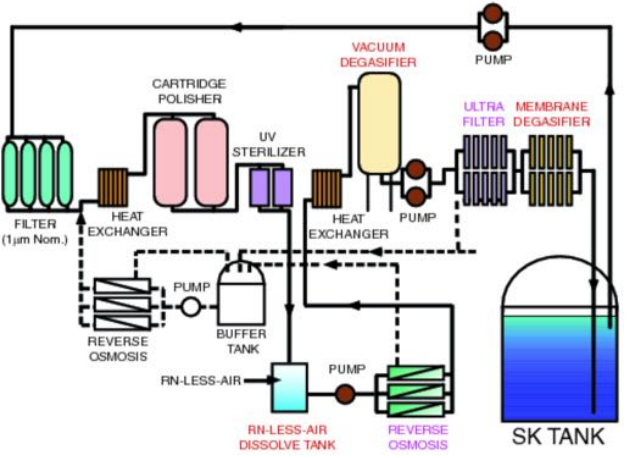 PUMP
VACUUM
DEGASIFIER
CARTRIDGE
POLISHER
ULTRA
FILTER
MEMBRANE
DEGASIFIER
UV
STERILIZER
FILTER
(1μm Nom.)
HEAT
EXCHANGER
HEAT
EXCHANGER
PUMP
REVERSE
OSMOSIS
PUMP
BUFFER
TANK
RN-LESS-AIR
PUMP
RN-LESS-AIR
DISSOLVE TANK
REVERSE
OSMOSIS
SK TANK